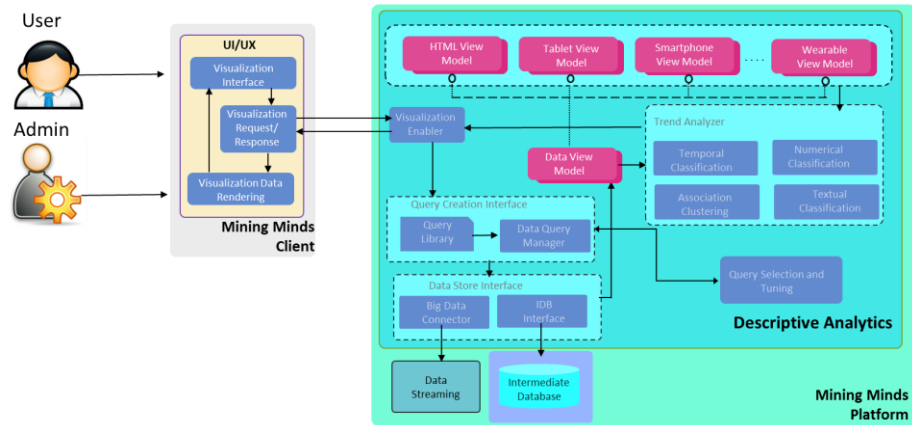 User
Admin
UI/UX
Visualization
Interface
Visualization
Request/
Response
Visualization Data
Rendering
Mining Minds
Client
HTML View
Model
Tablet View
Model
Smartphone
View Model
.....
Wearable
View Model
Visualization
Enabler
Trend Analyzer
Temporal
Classification
Numerical
Classification
Association
Clustering
Textual
Classification
Data View
Model
Query Creation Interface
Query
Library
Data Query
Manager
Data Store Interface
Big Data
Connector
IDB
Interface
Query Selection and
Tuning
Descriptive Analytics
Data
Streaming
Intermediate
Database
Mining Minds
Platform